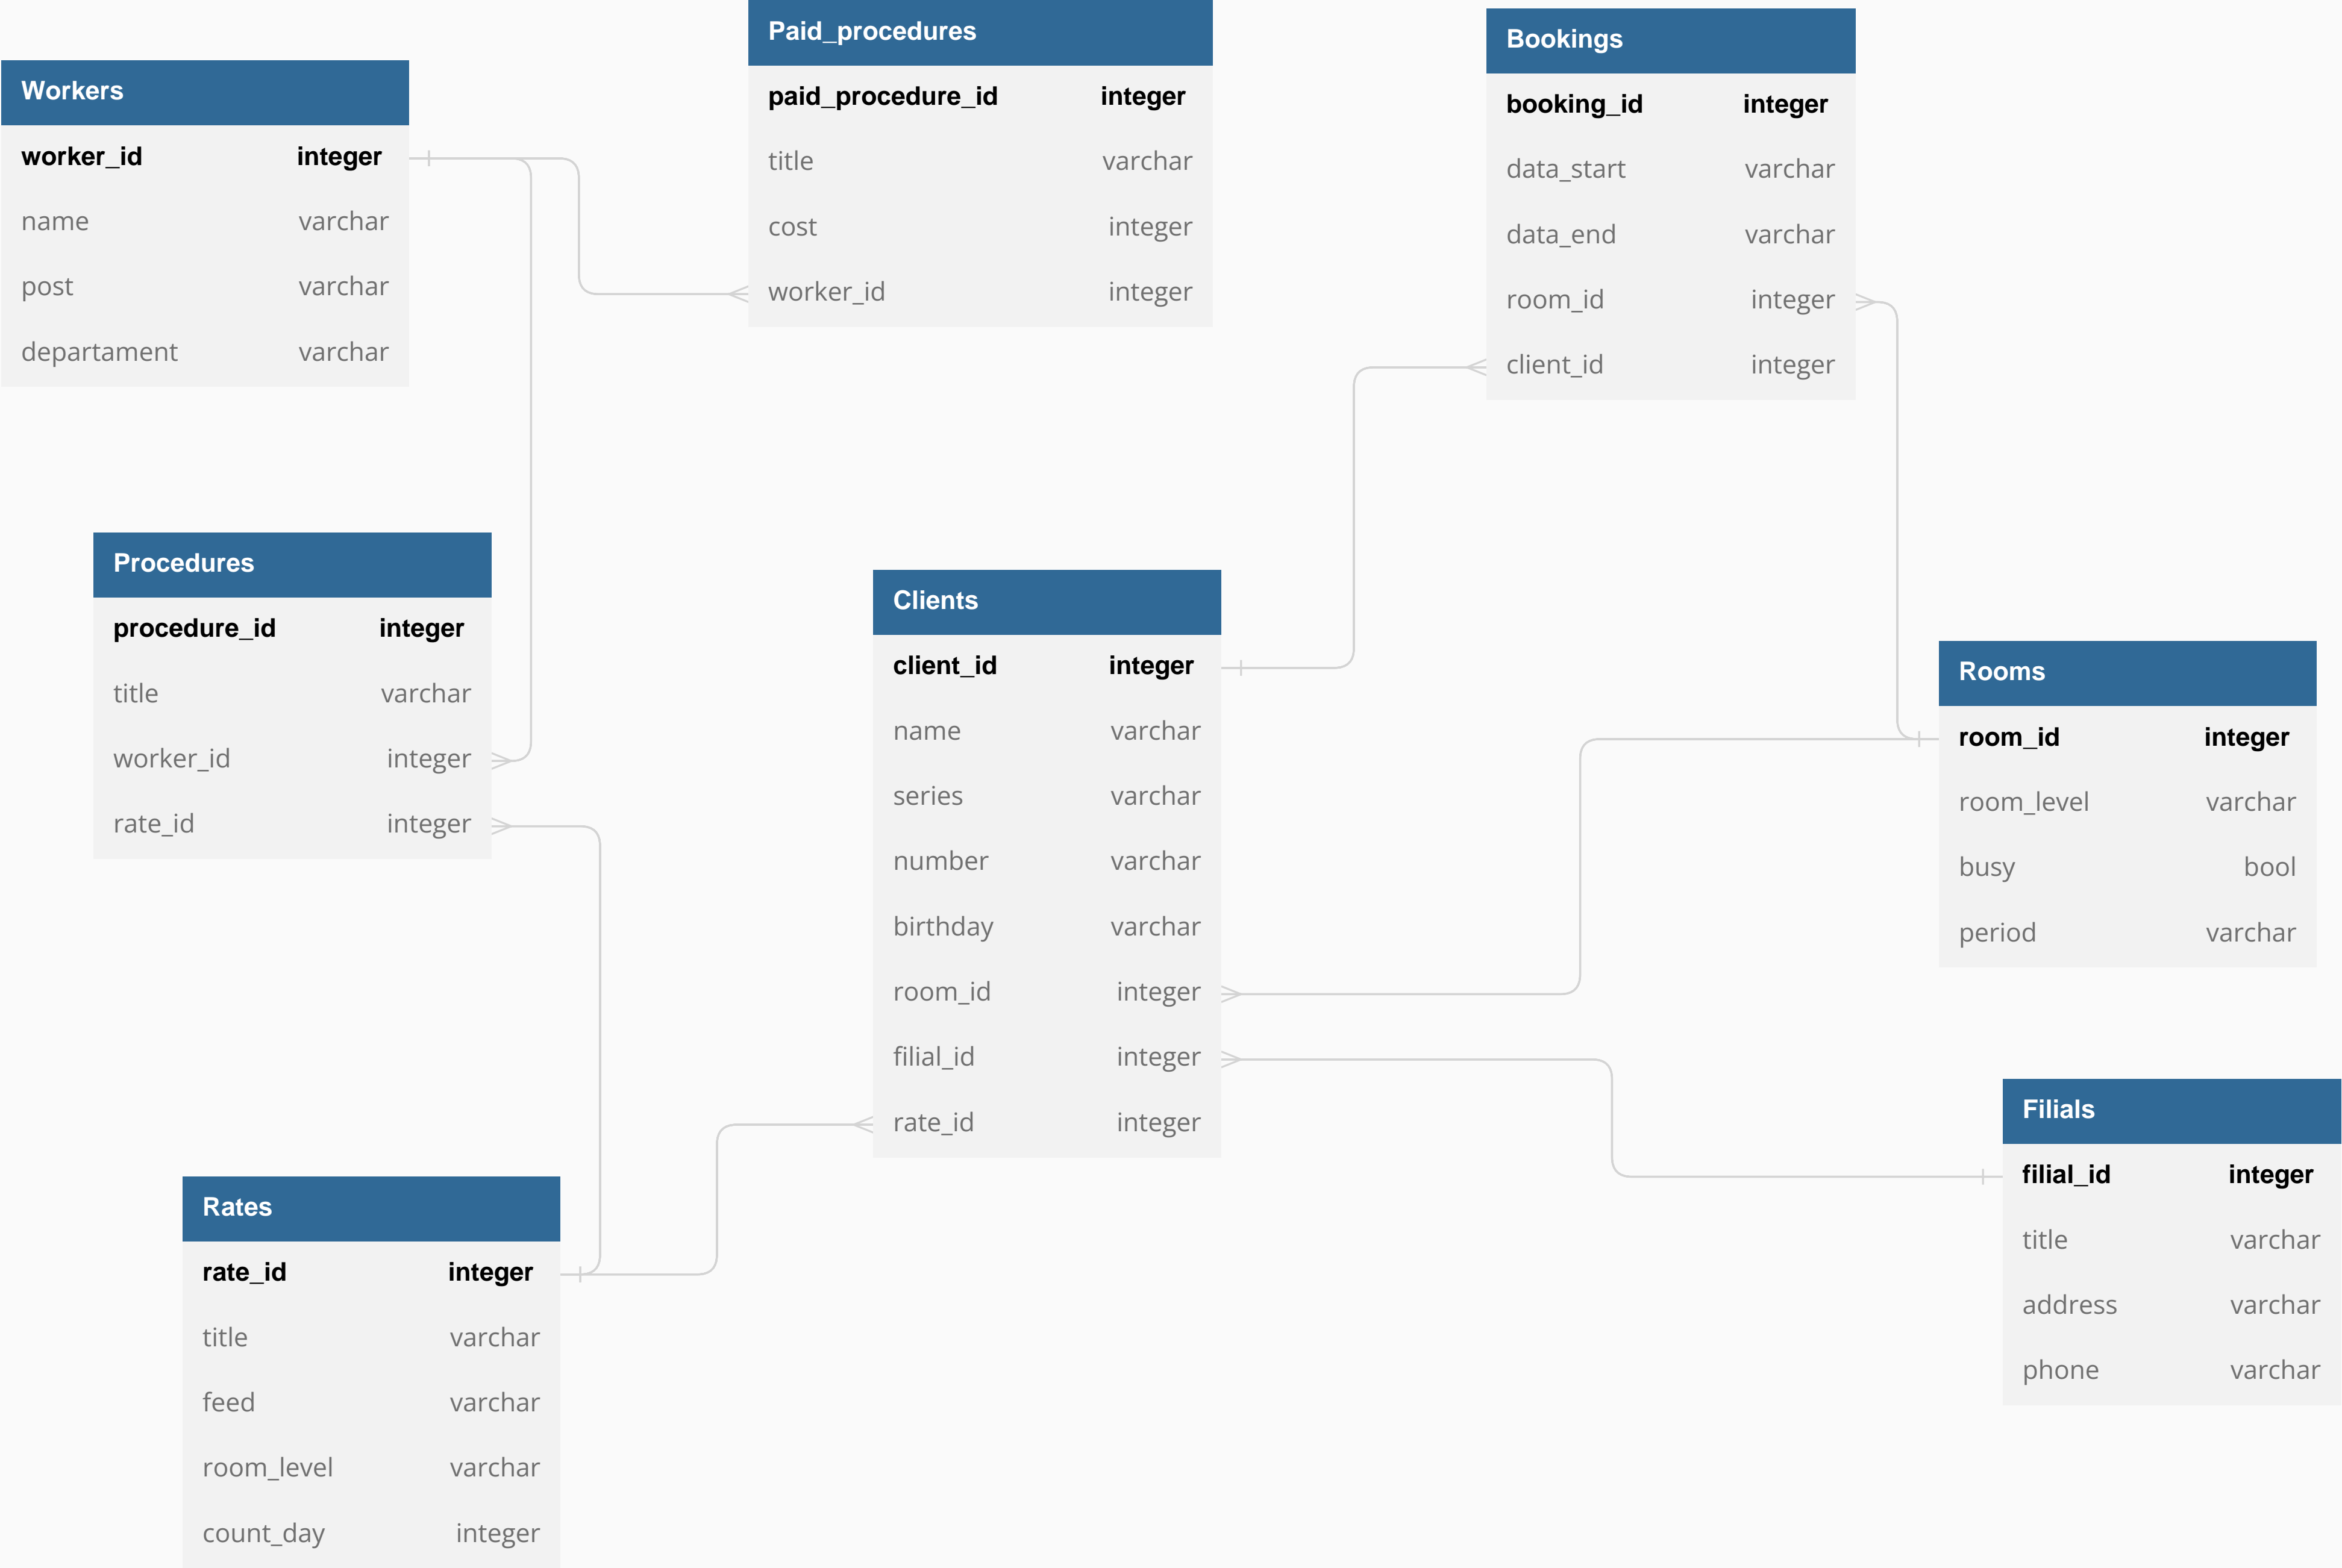 Workers
worker_id integer
name varchar
post varchar
departament varchar
Paid_procedures
paid_procedure_id integer
title varchar
cost integer
worker_id integer
Bookings
booking_id integer
data_start varchar
data_end varchar
room_id integer
client_id integer
Procedures
procedure_id integer
title varchar
worker_id integer
rate_id integer
Clients
client_id integer
name varchar
series varchar
number varchar
birthday varchar
room_id integer
filial_id integer
rate_id integer
Rooms
room_id integer
room_level varchar
busy bool
period varchar
Filials
filial_id integer
title varchar
address varchar
phone varchar
Rates
rate_id integer
title varchar
feed varchar
room_level varchar
count_day integer